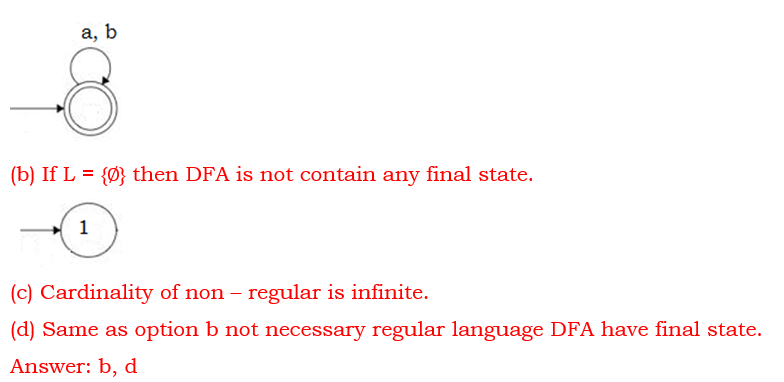 a, b
(b) If L = {Ø} then DFA is not contain any final state.
1
(c) Cardinality of non – regular is infinite.
(d) Same as option b not necessary regular language DFA have final state.
Answer: b, d